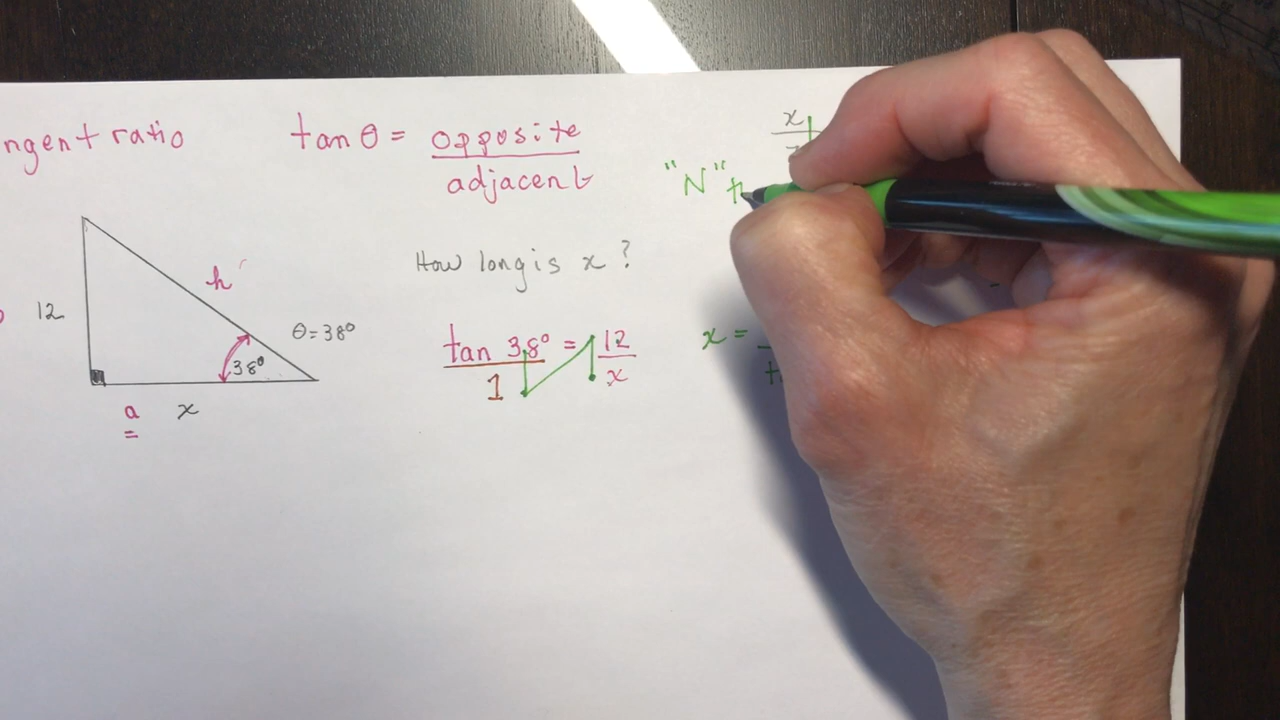 ngent ratio
tan θ = opposite
adjacent
x
"N"
How long is x?
h
12
θ=38°
38°
a
x
tan 38° = 12
1 x
x =